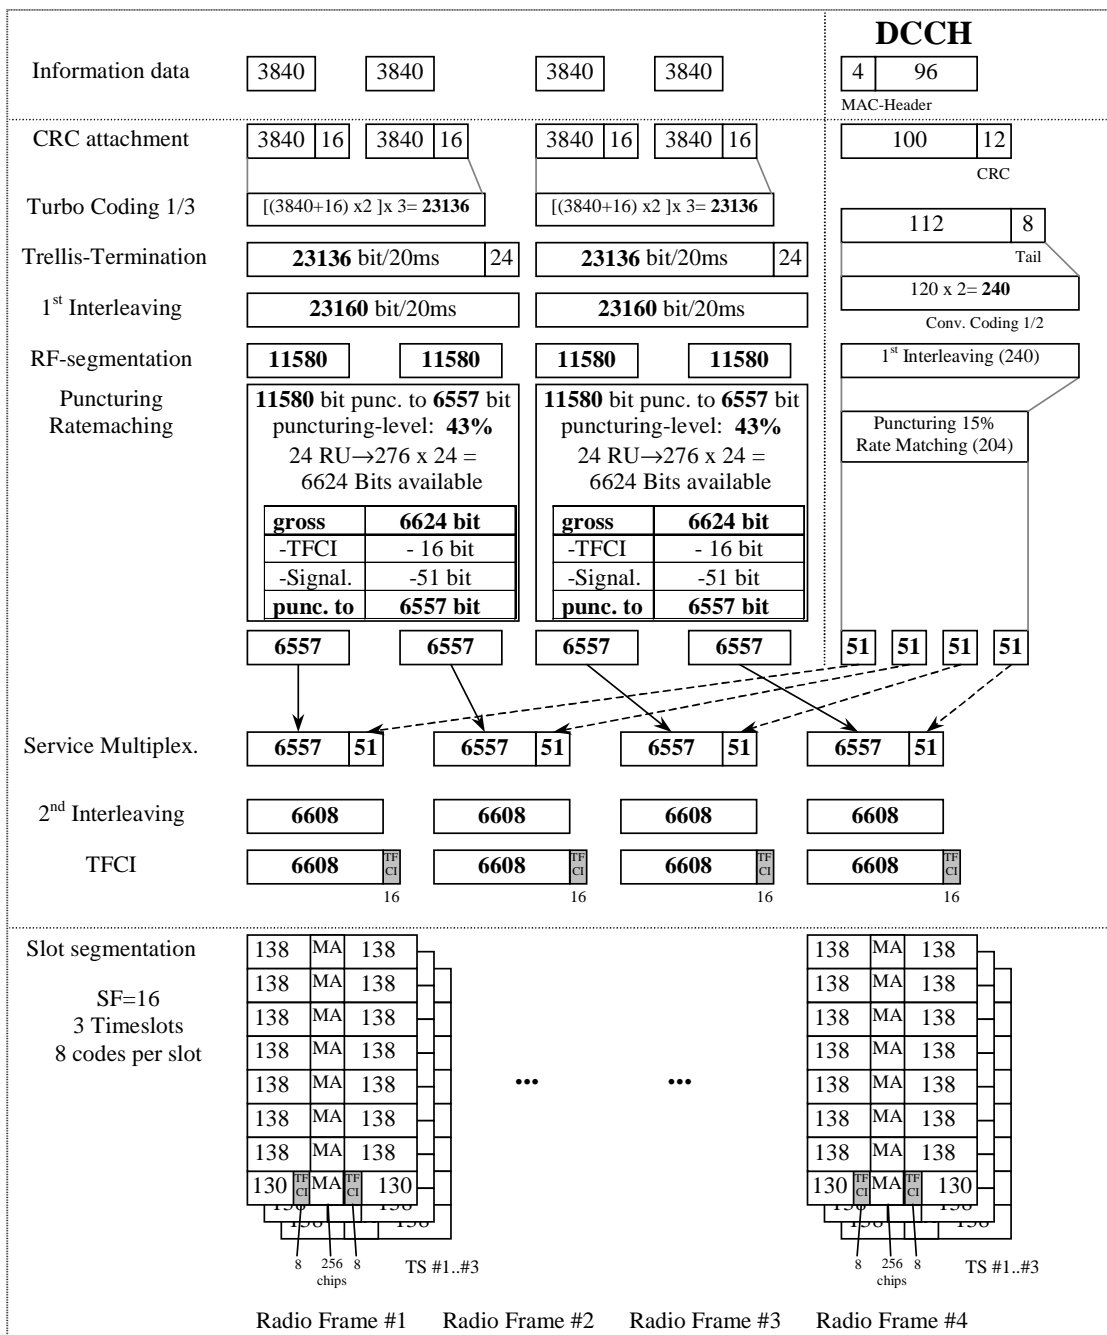 DCCH
Information data 3840 3840 3840 3840 4 96
MAC-Header
CRC attachment 3840 16 3840 16 3840 16 3840 16 100 12
CRC
Turbo Coding 1/3 [(3840+16) x2 ]x 3= 23136 [(3840+16) x2 ]x 3= 23136
112 8
Trellis-Termination 23136 bit/20ms 24 23136 bit/20ms 24 Tail
120 x 2= 240
1st Interleaving 23160 bit/20ms 23160 bit/20ms
Conv. Coding 1/2
RF-segmentation 11580 11580 11580 11580 1st Interleaving (240)
Puncturing
Ratemaching
11580 bit punc. to 6557 bit 11580 bit punc. to 6557 bit
puncturing-level: 43% puncturing-level: 43% Puncturing 15%
24 RU→276 x 24 = 24 RU→276 x 24 = Rate Matching (204)
6624 Bits available 6624 Bits available
gross 6624 bit gross 6624 bit
-TFCI - 16 bit -TFCI - 16 bit
-Signal. -51 bit -Signal. -51 bit
punc. to 6557 bit punc. to 6557 bit
6557 6557 6557 6557 51 51 51 51
Service Multiplex. 6557 51 6557 51 6557 51 6557 51
2nd Interleaving 6608 6608 6608 6608
TFCI 6608 TF CI 6608 TF CI 6608 TF CI 6608 TF CI
16 16 16 16
Slot segmentation 138 MA 138 138 MA 138
138 MA 138 138 MA 138
SF=16
138 MA 138 138 MA 138
3 Timeslots
138 MA 138 138 MA 138
8 codes per slot
138 MA 138 ... ... 138 MA 138
138 MA 138 138 MA 138
138 MA 138 138 MA 138
130 TF CI MA TF CI 130 130 TF CI MA TF CI 130
138 138 138 138
138 138 138 138
8 256 8 TS #1..#3 8 256 8 TS #1..#3
chips chips
Radio Frame #1 Radio Frame #2 Radio Frame #3 Radio Frame #4